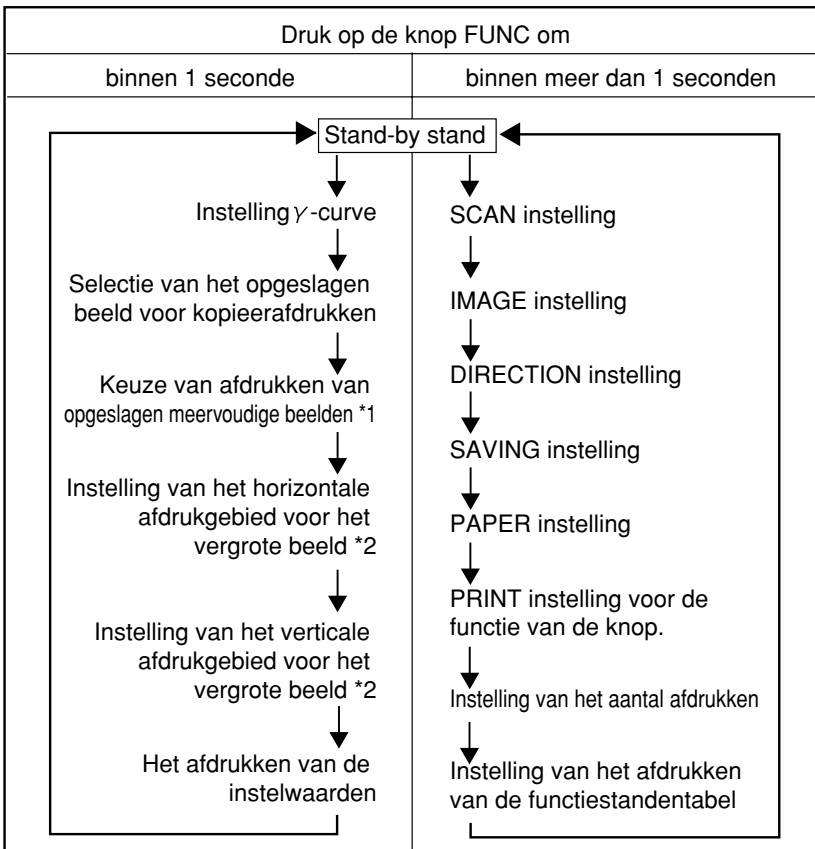 Druk op de knop FUNC om
binnen 1 seconde
binnen meer dan 1 seconden
Stand-by stand
Instelling γ-curve
Selectie van het opgeslagen
beeld voor kopieerafdrukken
Keuze van afdrukken van
opgeslagen meervoudige beelden *1
Instelling van het horizontale
afdrukgebied voor het
vergrote beeld *2
Instelling van het verticale
afdrukgebied voor het
vergrote beeld *2
Het afdrukken van de
instelwaarden
SCAN instelling
IMAGE instelling
DIRECTION instelling
SAVING instelling
PAPER instelling
PRINT instelling voor de
functie van de knop.
Instelling van het aantal afdrukken
Instelling van het afdrukken
van de functiestandentabel